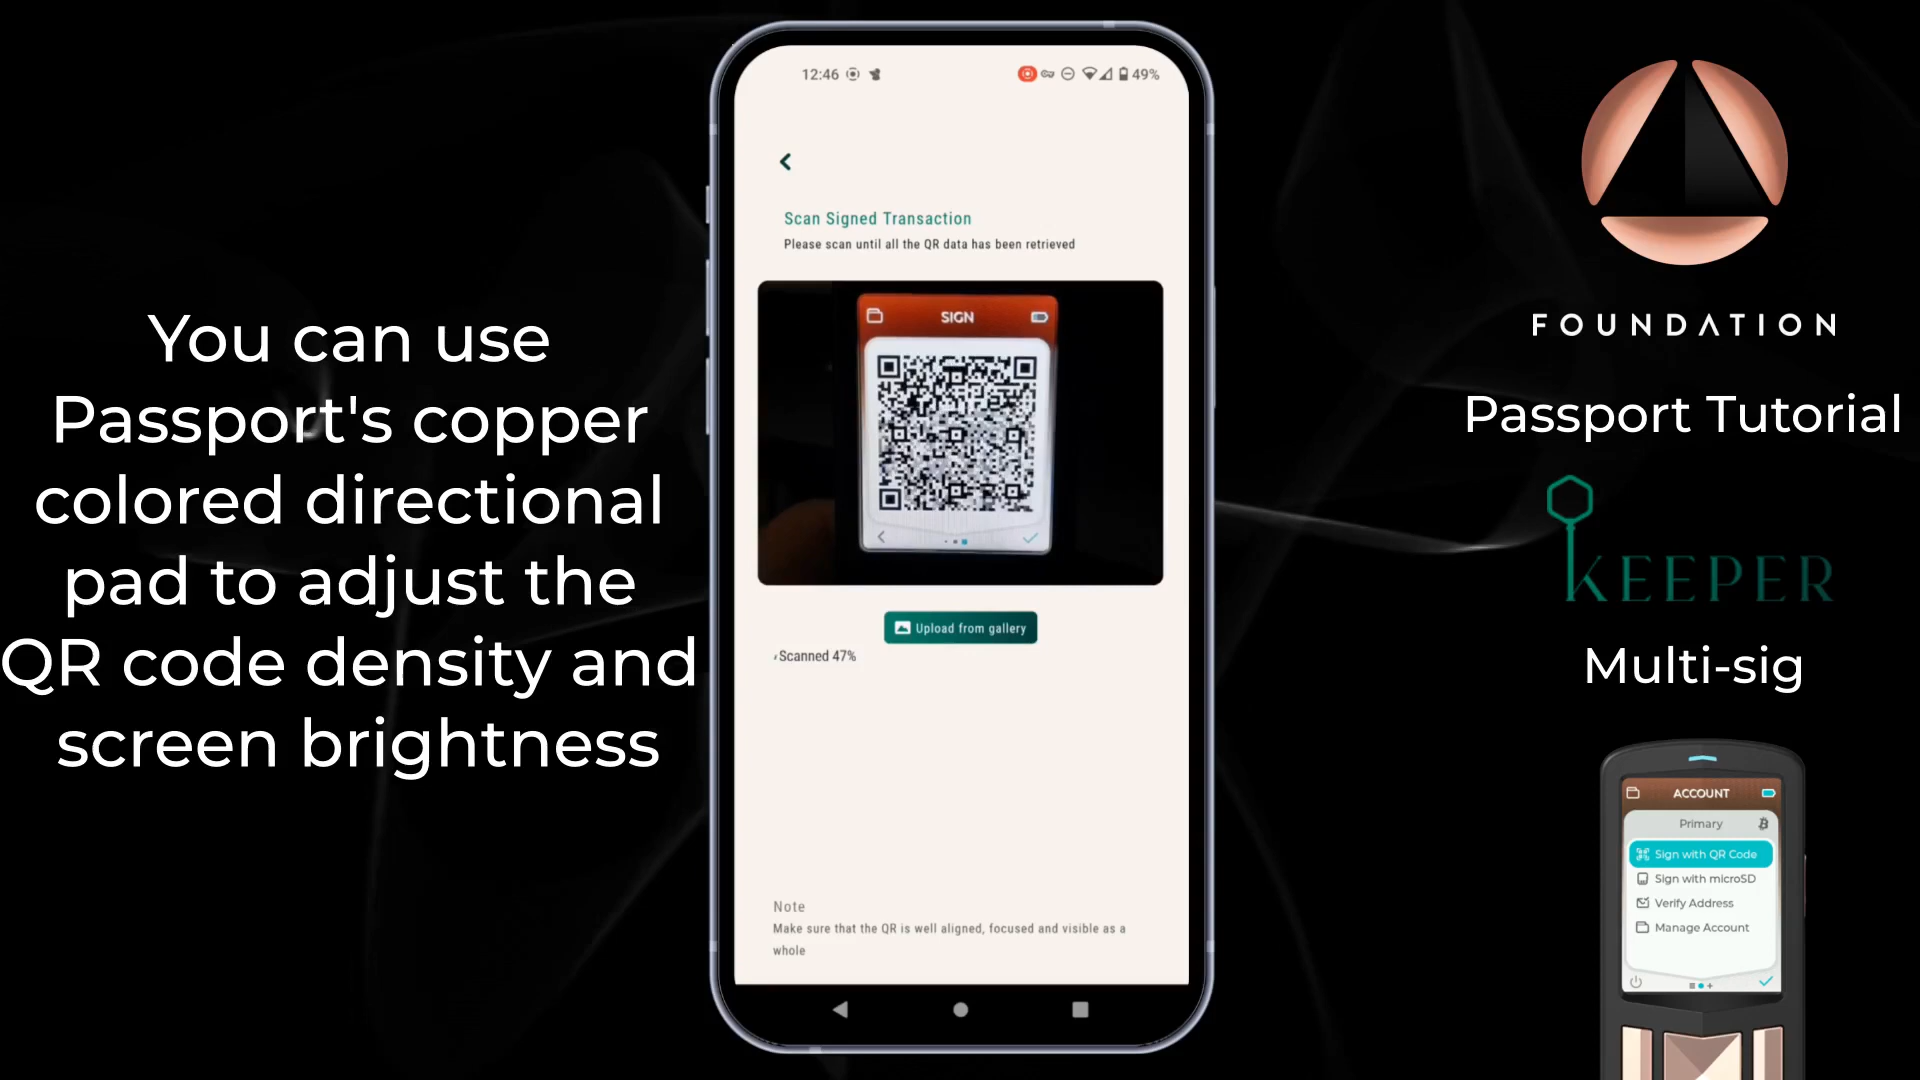 You can use
Passport's copper
colored directional
pad to adjust the
QR code density and
screen brightness
12:46
49%
Scan Signed Transaction
Please scan until all the QR data has been retrieved
SIGN
Upload from gallery
Scanned 47%
Note
Make sure that the QR is well aligned, focused and visible as a
whole
FOUNDATION
Passport Tutorial
KEEPER
Multi-sig
ACCOUNT
Primary
Sign with QR Code
Sign with microSD
Verify Address
Manage Account